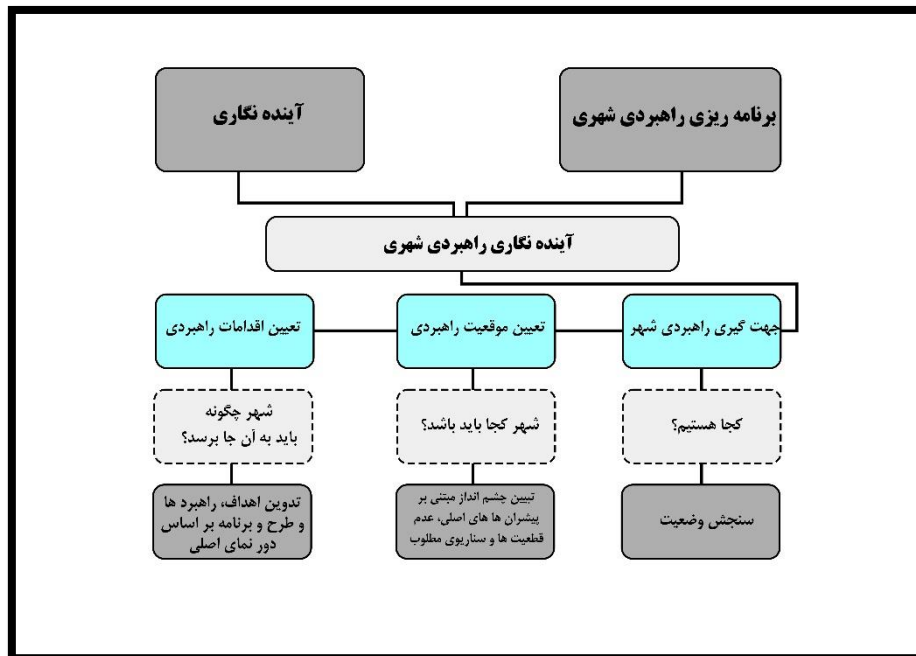 برنامه ریزی راهبردی شهری
آینده نگاری
آینده نگاری راهبردی شهری
جهت گیری راهبردی شهر
تعیین موقعیت راهبردی
تعیین اقدامات راهبردی
کجا هستیم؟
شهر کجا باید باشد؟
شهر چگونه
باید به آن جا برسد؟
سنجش وضعیت
تبیین چشم انداز مبتنی بر
پیشران ها های اصلی، عدم
قطعیت ها و سناریوی مطلوب
تدوین اهداف، راهبرد ها
و طرح و برنامه بر اساس
دور نمای اصلی